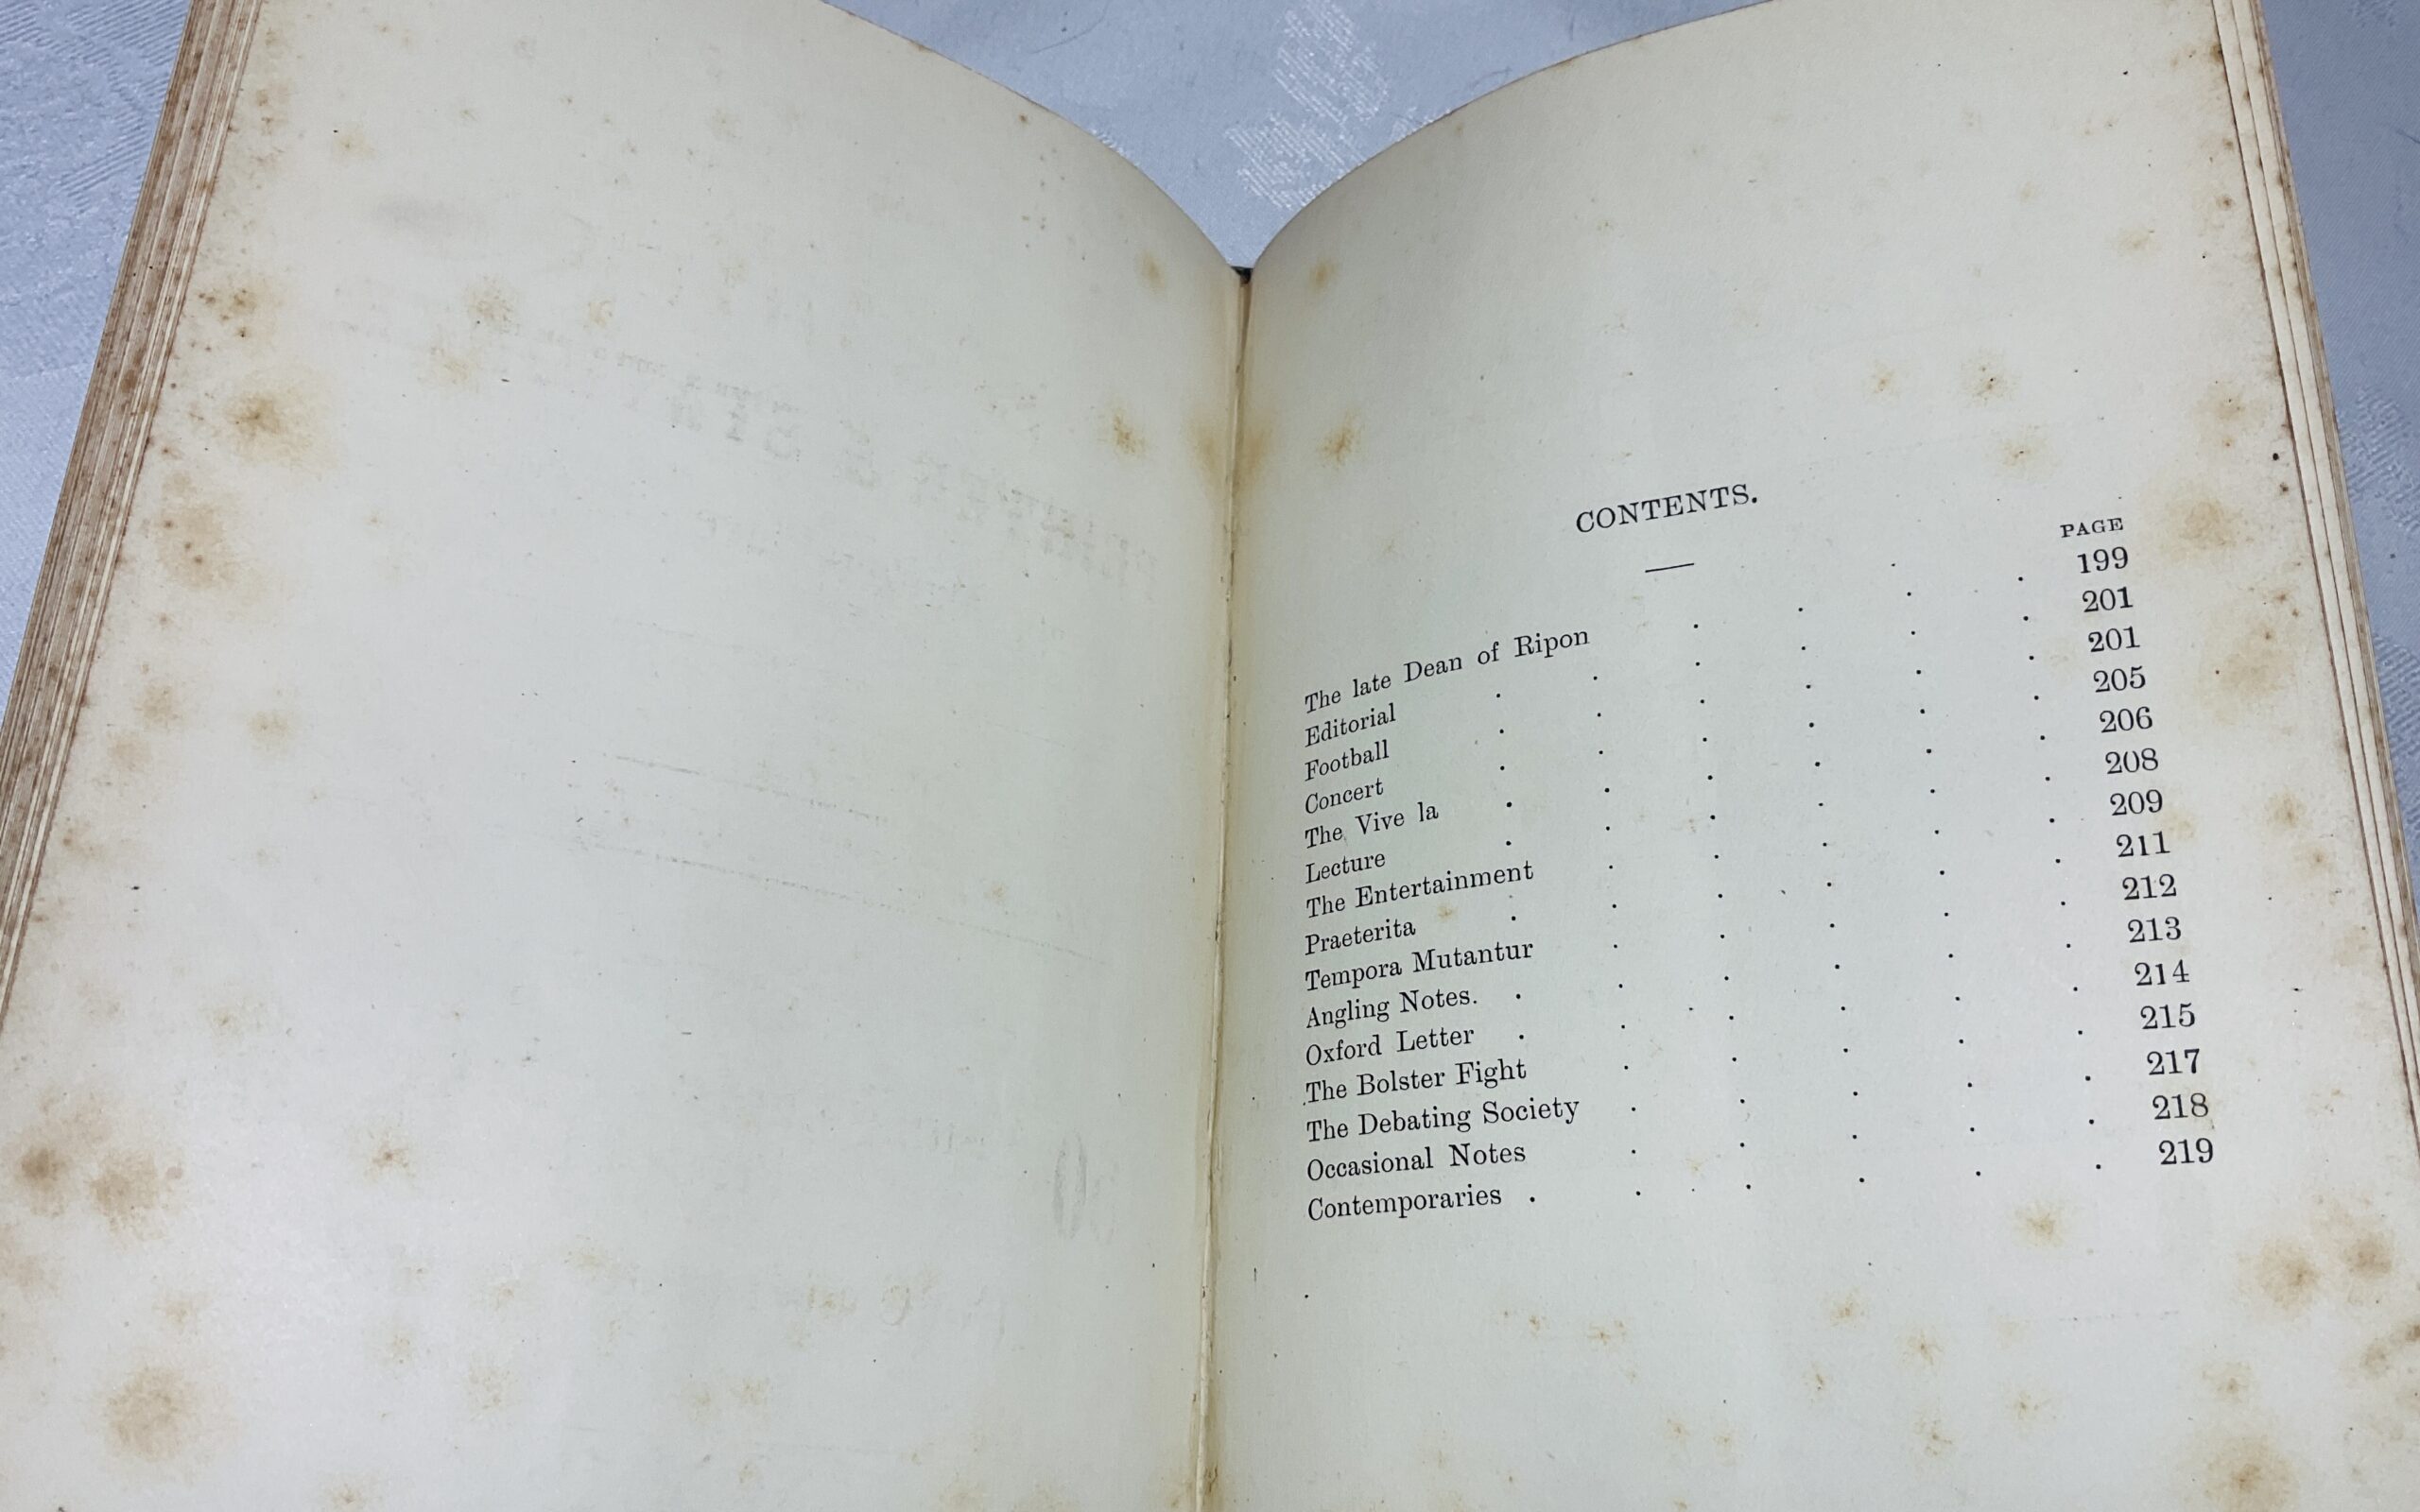 CONTENTS.
PAGE
The late Dean of Ripon . . . . 199
Editorial . . . . . . 201
Football . . . . . . 201
Concert . . . . . . 205
The Vive la . . . . . . 206
Lecture . . . . . . 208
The Entertainment . . . . . 209
Praeterita . . . . . . 211
Tempora Mutantur . . . . . 212
Angling Notes. . . . . . . 213
Oxford Letter . . . . . . 214
The Bolster Fight . . . . . 215
The Debating Society . . . . . 217
Occasional Notes . . . . . 218
Contemporaries . . . . . . 219